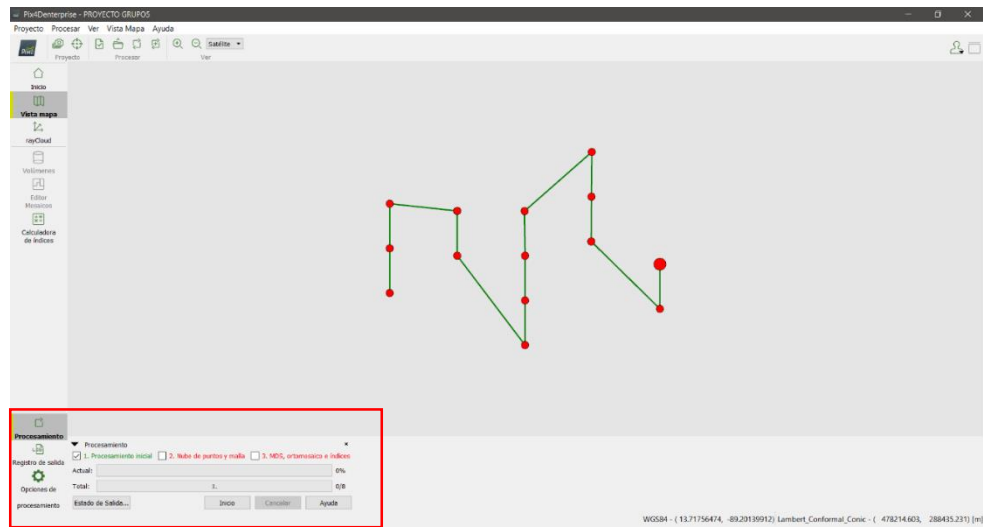 Pix4Denterprise - PROYECTO GRUPO5
Proyecto Procesar Ver Vista Mapa Ayuda
Satélite
Proyecto Procesar Ver
Inicio
Vista mapa
rayCloud
Volúmenes
Editor
Mosaicos
Calculadora
de índices
Procesamiento
Registro de salida
Opciones de
procesamiento
Procesamiento
1. Procesamiento inicial 2. Nube de puntos y malla 3. MDS, ortomosaico e índices
Actual: 0%
Total: 1. 0/8
Estado de Salida... Inicio Cancelar Ayuda
WGS84 - ( 13.71756474, -89.20139912) Lambert_Conformal_Conic - ( 478214.603, 288435.231) [m]